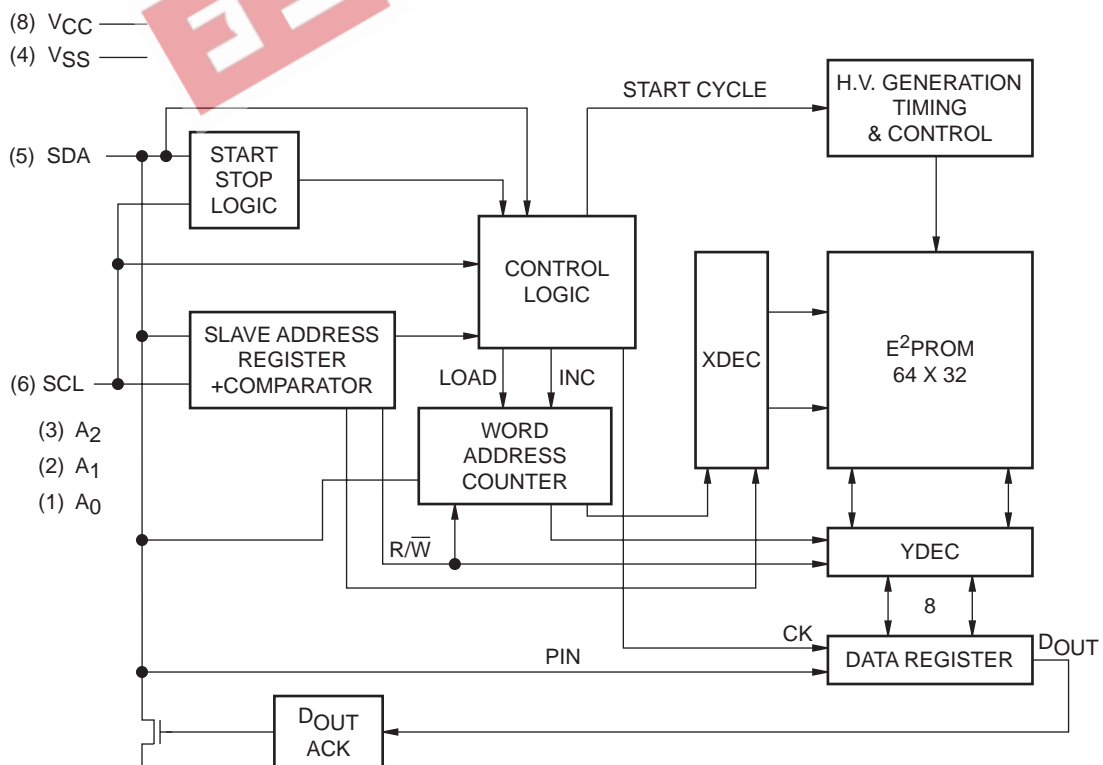 (8) VCC
(4) VSS
(5) SDA
START
STOP
LOGIC
START CYCLE
H.V. GENERATION
TIMING
& CONTROL
CONTROL
LOGIC
SLAVE ADDRESS
REGISTER
+COMPARATOR
(6) SCL
(3) A2
(2) A1
(1) A0
LOAD
INC
WORD
ADDRESS
COUNTER
XDEC
E2PROM
64 X 32
R/W̅
YDEC
8
CK
PIN
DATA REGISTER
DOUT
DOUT
ACK